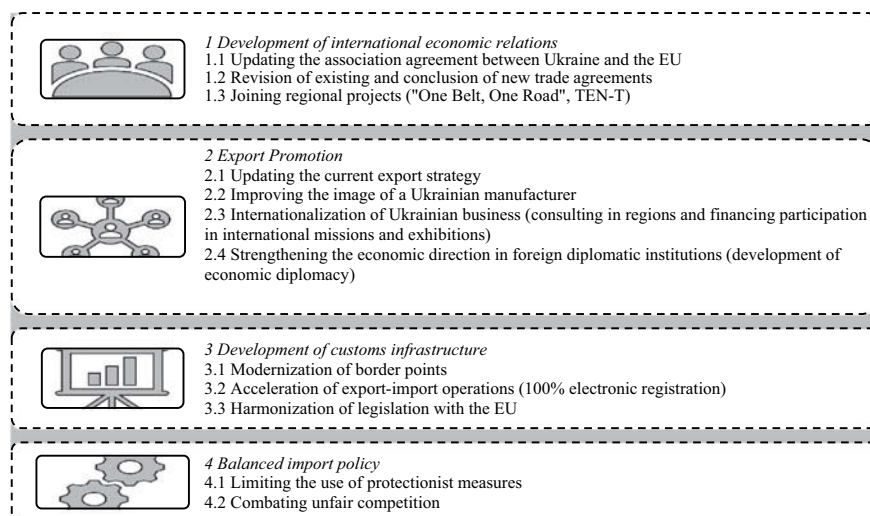 1 Development of international economic relations
1.1 Updating the association agreement between Ukraine and the EU
1.2 Revision of existing and conclusion of new trade agreements
1.3 Joining regional projects ("One Belt, One Road", TEN-T)
2 Export Promotion
2.1 Updating the current export strategy
2.2 Improving the image of a Ukrainian manufacturer
2.3 Internationalization of Ukrainian business (consulting in regions and financing participation
in international missions and exhibitions)
2.4 Strengthening the economic direction in foreign diplomatic institutions (development of
economic diplomacy)
3 Development of customs infrastructure
3.1 Modernization of border points
3.2 Acceleration of export-import operations (100% electronic registration)
3.3 Harmonization of legislation with the EU
4 Balanced import policy
4.1 Limiting the use of protectionist measures
4.2 Combating unfair competition